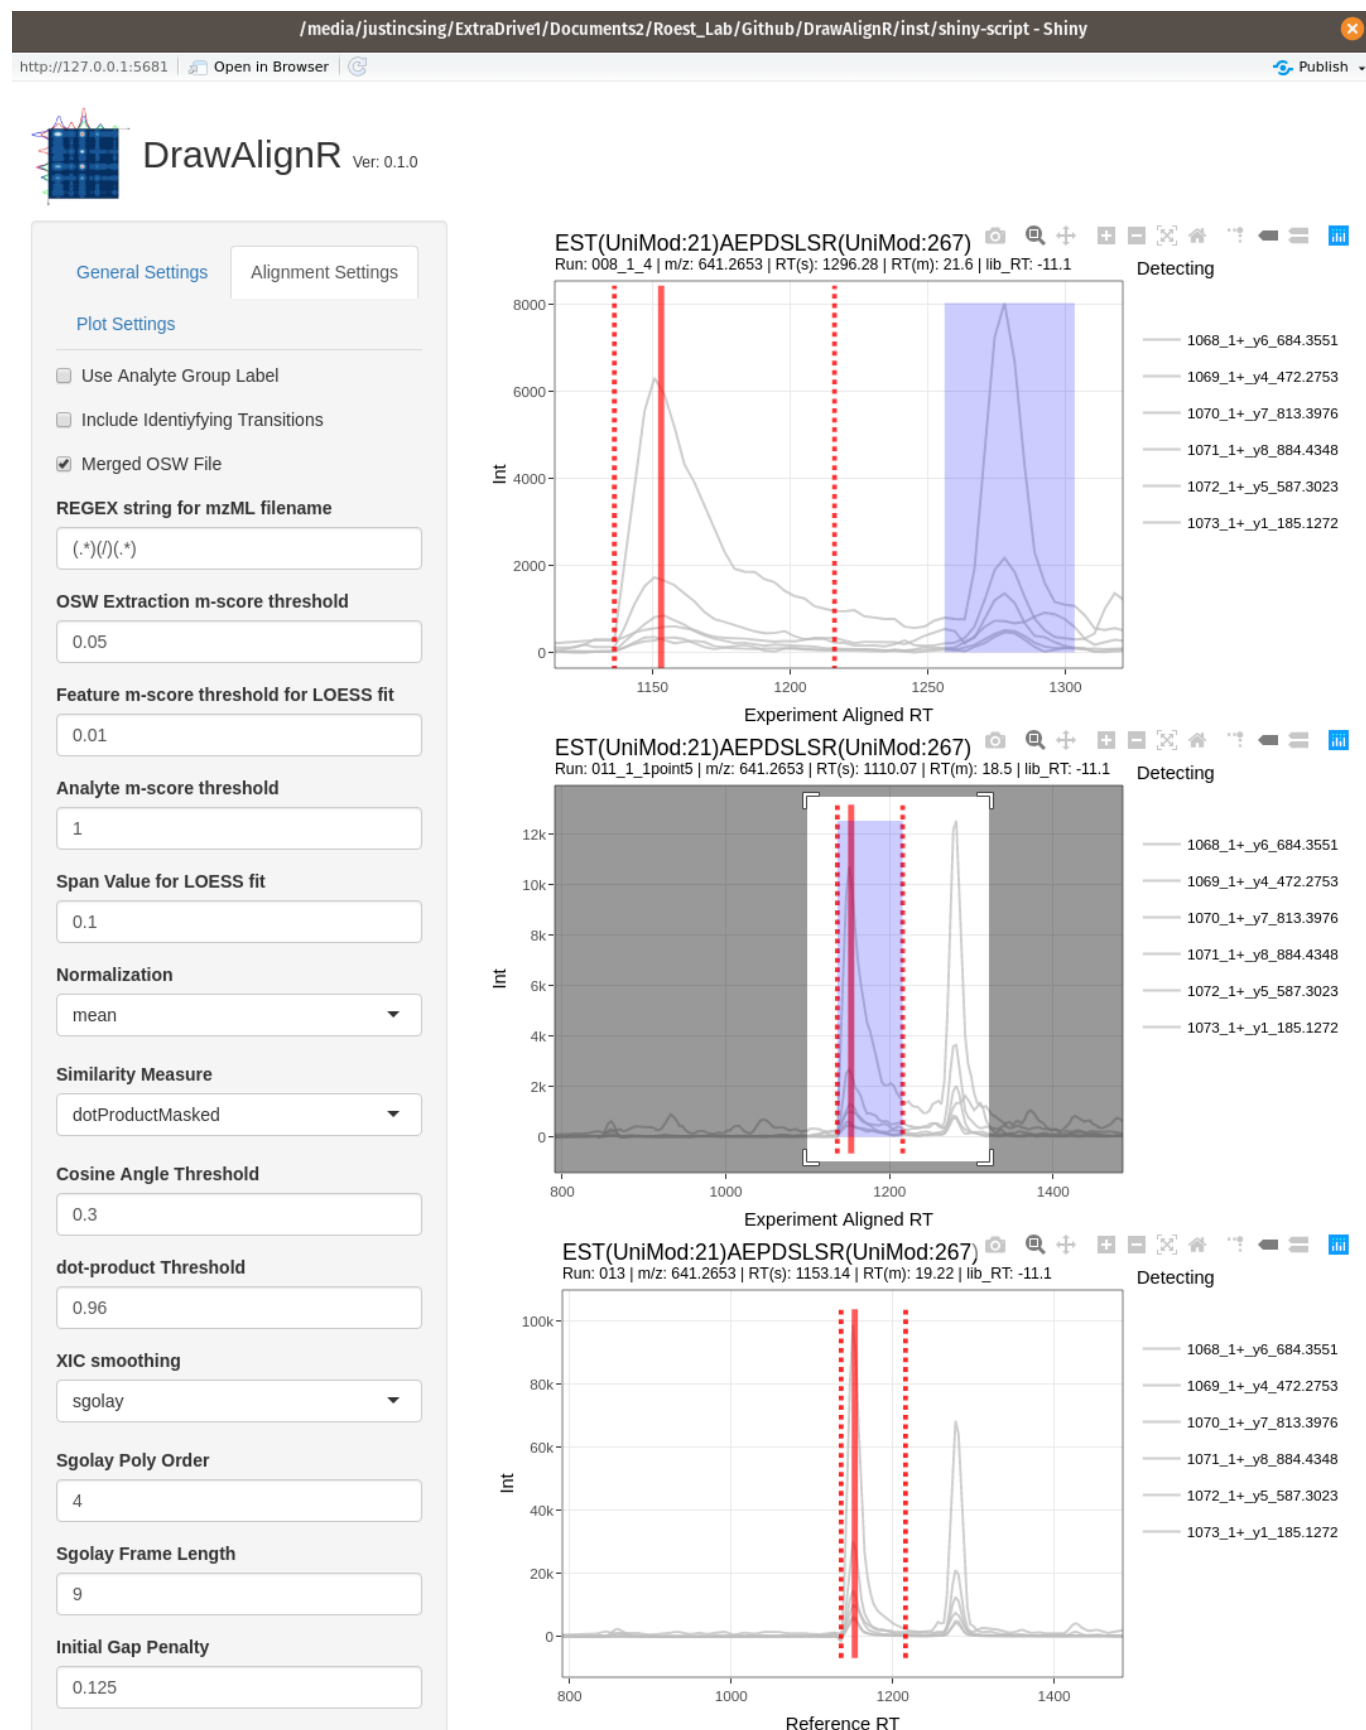 /media/justincsing/ExtraDrive1/Documents2/Roest_Lab/Github/DrawAlignR/inst/shiny-script - Shiny
http://127.0.0.1:5681 Open in Browser Publish
DrawAlignR Ver: 0.1.0
General Settings Alignment Settings
Plot Settings
Use Analyte Group Label
Include Identiyfying Transitions
Merged OSW File
REGEX string for mzML filename
(.*)(/)(.*)
OSW Extraction m-score threshold
0.05
Feature m-score threshold for LOESS fit
0.01
Analyte m-score threshold
1
Span Value for LOESS fit
0.1
Normalization
mean
Similarity Measure
dotProductMasked
Cosine Angle Threshold
0.3
dot-product Threshold
0.96
XIC smoothing
sgolay
Sgolay Poly Order
4
Sgolay Frame Length
9
Initial Gap Penalty
0.125
EST(UniMod:21)AEPDSLSR(UniMod:267)
Run: 008_1_4 | m/z: 641.2653 | RT(s): 1296.28 | RT(m): 21.6 | lib_RT: -11.1
Detecting
8000
6000
4000
2000
0
Int
1150 1200 1250 1300
Experiment Aligned RT
1068_1+_y6_684.3551
1069_1+_y4_472.2753
1070_1+_y7_813.3976
1071_1+_y8_884.4348
1072_1+_y5_587.3023
1073_1+_y1_185.1272
EST(UniMod:21)AEPDSLSR(UniMod:267)
Run: 011_1_1point5 | m/z: 641.2653 | RT(s): 1110.07 | RT(m): 18.5 | lib_RT: -11.1
Detecting
12k
10k
8k
6k
4k
2k
0
Int
800 1000 1200 1400
Experiment Aligned RT
1068_1+_y6_684.3551
1069_1+_y4_472.2753
1070_1+_y7_813.3976
1071_1+_y8_884.4348
1072_1+_y5_587.3023
1073_1+_y1_185.1272
EST(UniMod:21)AEPDSLSR(UniMod:267)
Run: 013 | m/z: 641.2653 | RT(s): 1153.14 | RT(m): 19.22 | lib_RT: -11.1
Detecting
100k
80k
60k
40k
20k
0
Int
800 1000 1200 1400
Reference RT
1068_1+_y6_684.3551
1069_1+_y4_472.2753
1070_1+_y7_813.3976
1071_1+_y8_884.4348
1072_1+_y5_587.3023
1073_1+_y1_185.1272